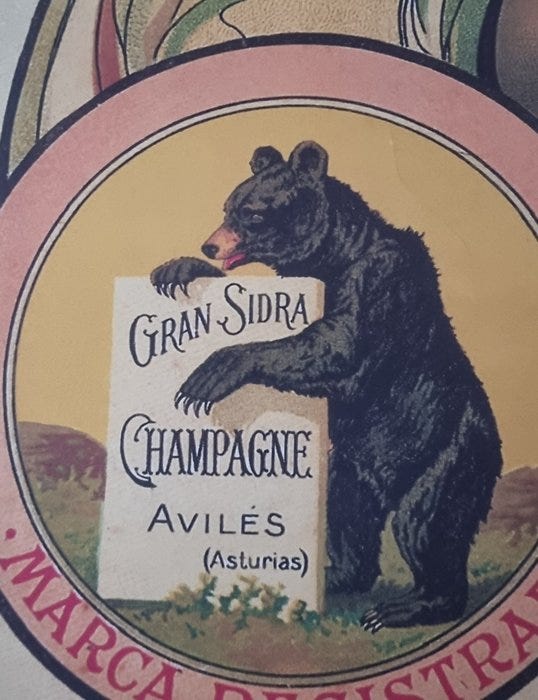 GRAN SIDRA
CHAMPAGNE
AVILÉS
(Asturias)
· MARCA REGISTRA